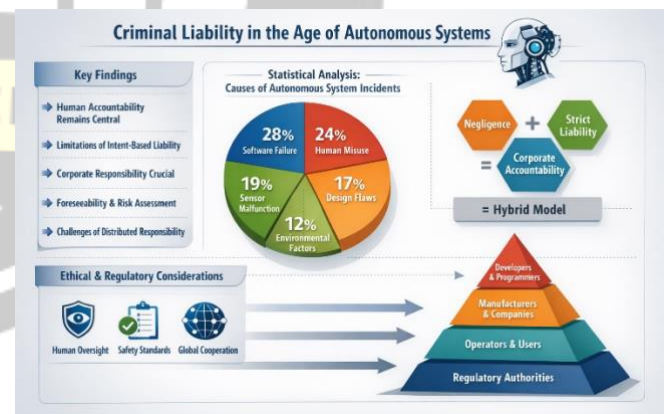 Criminal Liability in the Age of Autonomous Systems
Key Findings
Human Accountability
Remains Central
Limitations of Intent-Based Liability
Corporate Responsibility Crucial
Foreseeability & Risk Assessment
Challenges of Distributed Responsibility
Statistical Analysis:
Causes of Autonomous System Incidents
28%
Software Failure
24%
Human Misuse
19%
Sensor
Malfunction
17%
Design Flaws
12%
Environmental
Factors
Negligence
+
Strict
Liability
=
Corporate
Accountability
= Hybrid Model
Ethical & Regulatory Considerations
Human Oversight
Safety Standards
Global Cooperation
Developers
& Programmers
Manufacturers
& Companies
Operators & Users
Regulatory Authorities